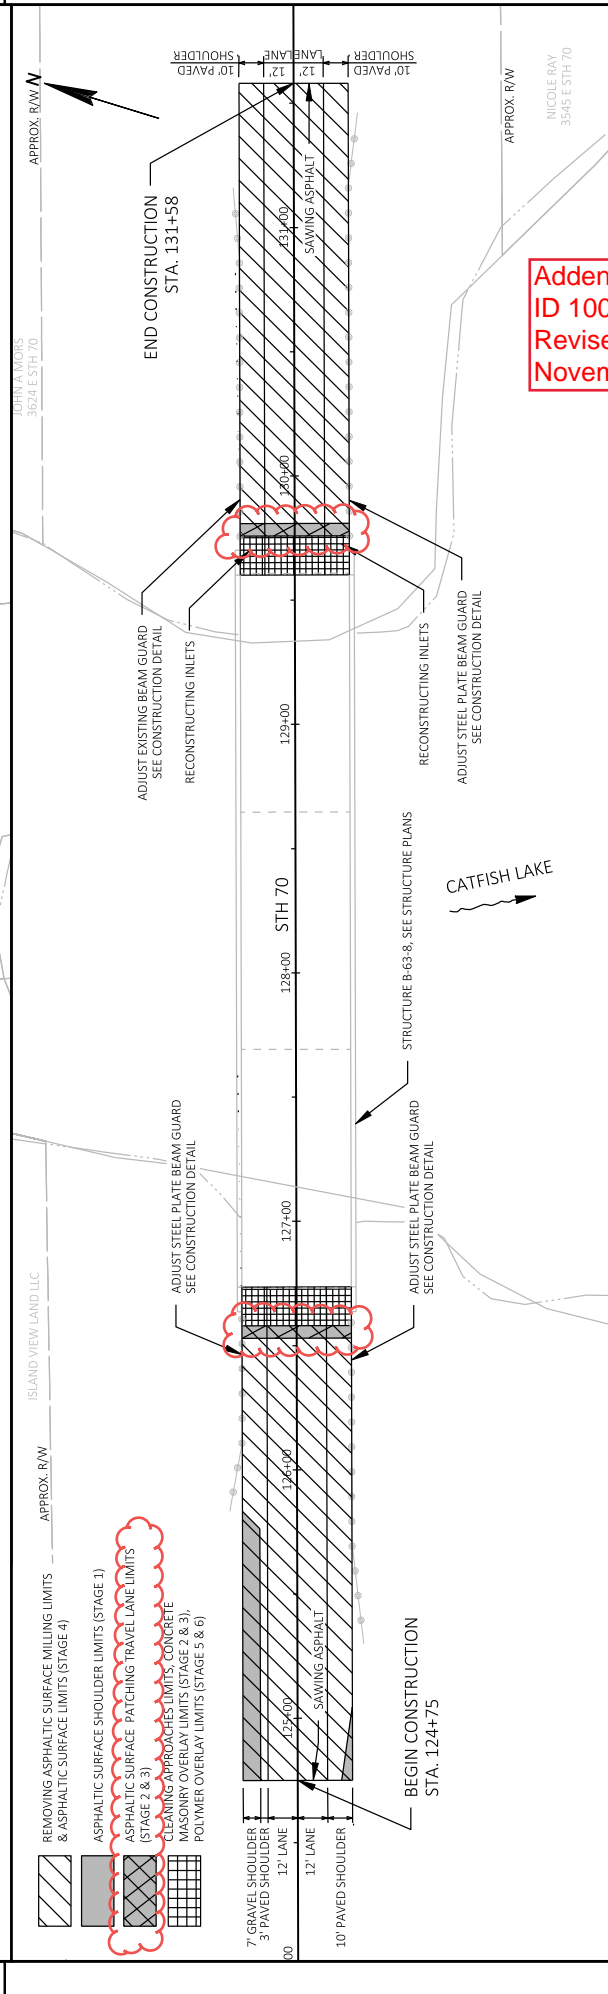 10' PAVED
SHOULDER
12'
LANE
12'
LANE
10' PAVED
SHOULDER
N
APPROX. R/W
APPROX. R/W
NICOLE RAY
3545 E STH 70
END CONSTRUCTION
STA. 131+58
SAWING ASPHALT
131+00
JOHN A MORS
3624 E STH 70
Adden
ID 100
Revise
Novem
130+00
ADJUST EXISTING BEAM GUARD
SEE CONSTRUCTION DETAIL
RECONSTRUCTING INLETS
RECONSTRUCTING INLETS
ADJUST STEEL PLATE BEAM GUARD
SEE CONSTRUCTION DETAIL
129+00
STH 70
CATFISH LAKE
128+00
STRUCTURE B-63-8, SEE STRUCTURE PLANS
ADJUST STEEL PLATE BEAM GUARD
SEE CONSTRUCTION DETAIL
ADJUST STEEL PLATE BEAM GUARD
SEE CONSTRUCTION DETAIL
127+00
ISLAND VIEW LAND LLC
APPROX. R/W
126+00
SAWING ASPHALT
125+00
BEGIN CONSTRUCTION
STA. 124+75
REMOVING ASPHALTIC SURFACE MILLING LIMITS
& ASPHALTIC SURFACE LIMITS (STAGE 4)
ASPHALTIC SURFACE SHOULDER LIMITS (STAGE 1)
ASPHALTIC SURFACE PATCHING TRAVEL LANE LIMITS
(STAGE 2 & 3)
CLEANING APPROACHES LIMITS, CONCRETE
MASONRY OVERLAY LIMITS (STAGE 2 & 3),
POLYMER OVERLAY LIMITS (STAGE 5 & 6)
7' GRAVEL SHOULDER
3' PAVED SHOULDER
12' LANE
12' LANE
10' PAVED SHOULDER
00